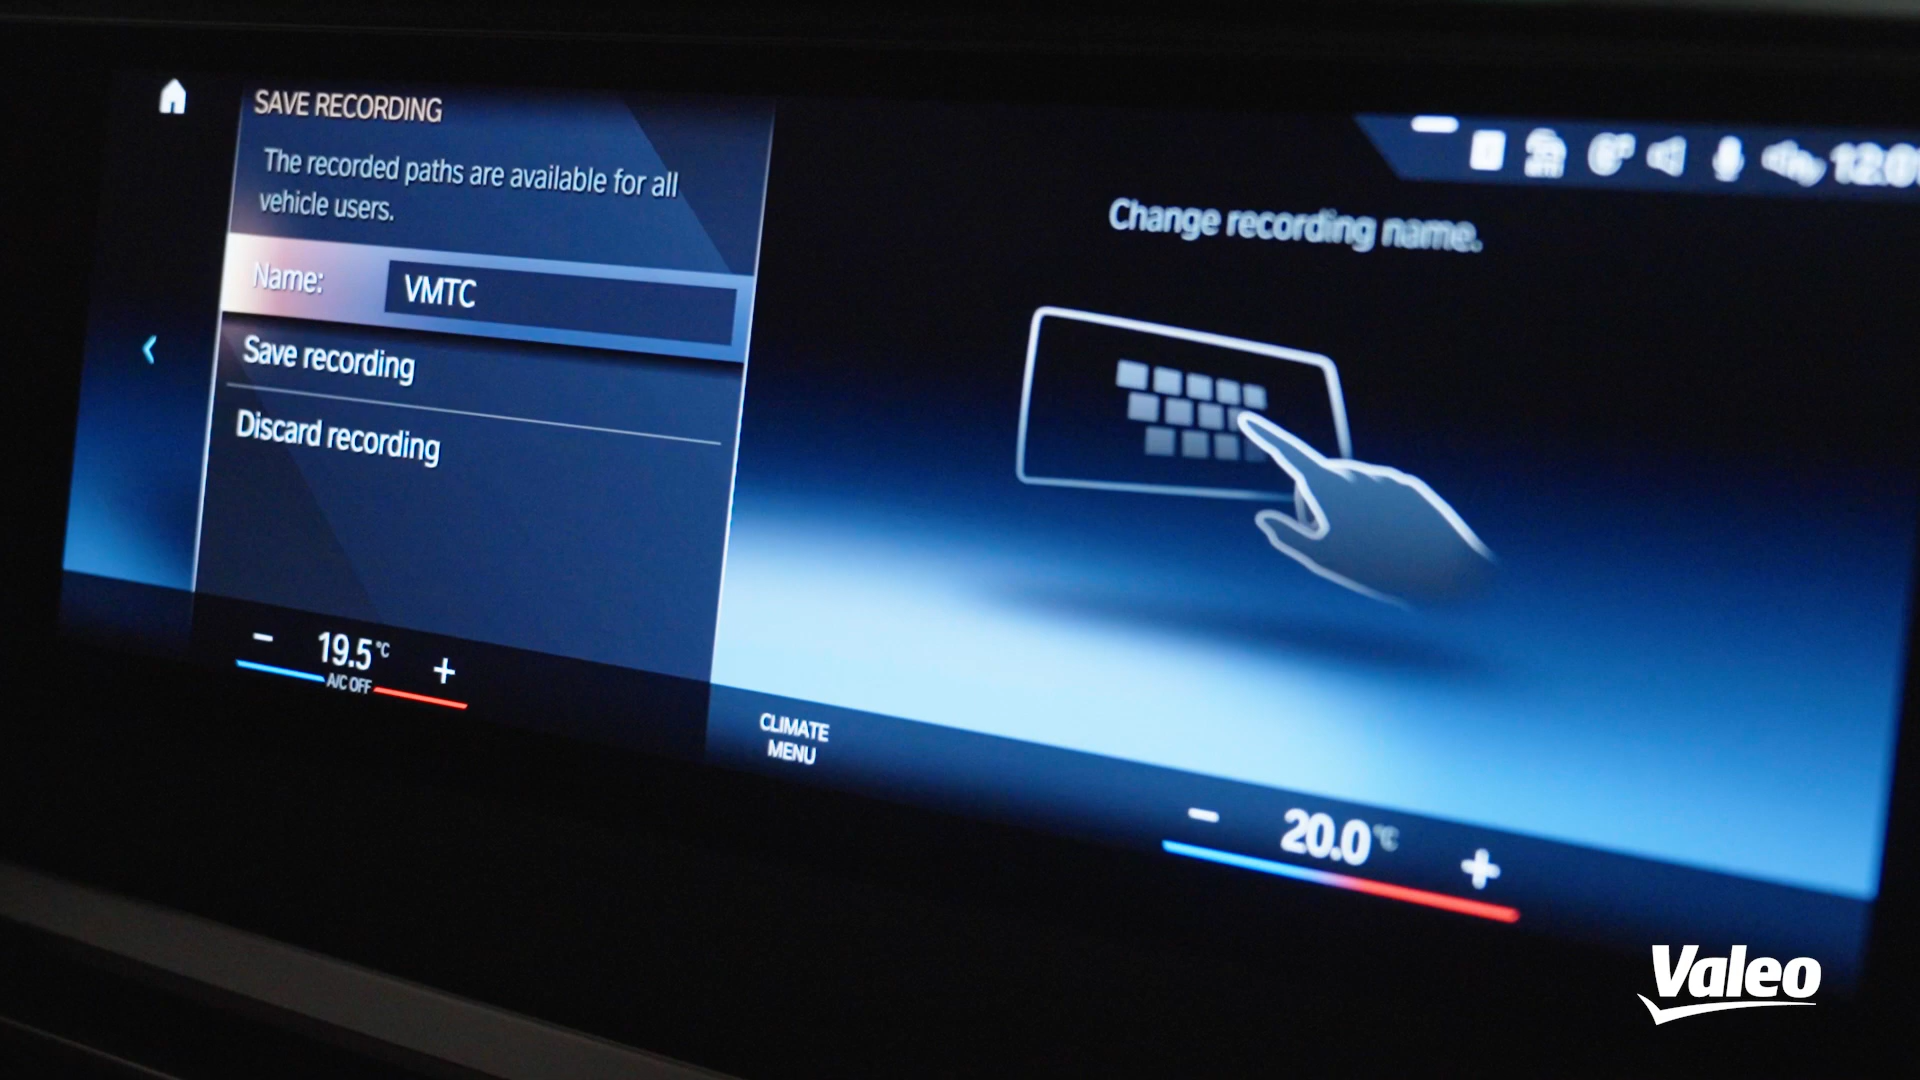 SAVE RECORDING
The recorded paths are available for all
vehicle users.
Name: VMTC
Save recording
Discard recording
Change recording name.
19.5 °C
A/C OFF
CLIMATE
MENU
20.0 °C
Valeo